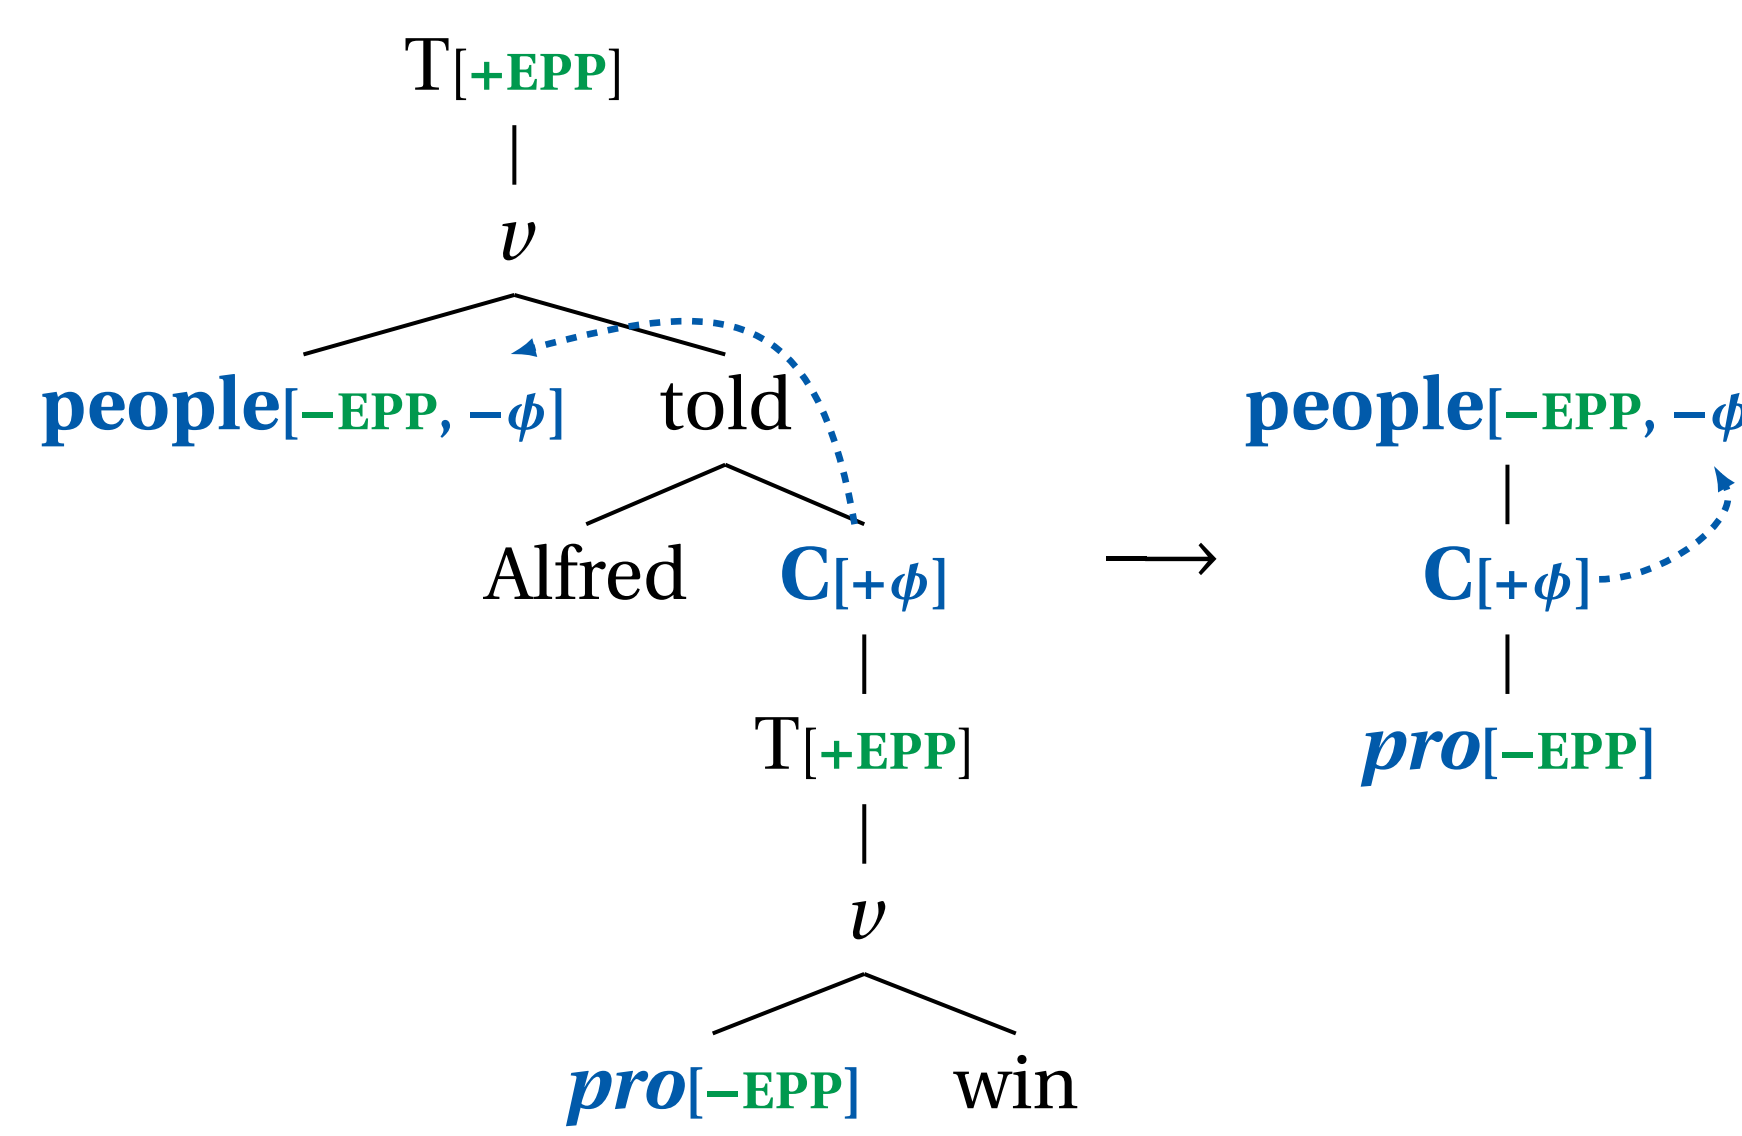 T[+EPP]
v
people[−EPP, −ϕ] told people[−EPP, −ϕ
Alfred C[+ϕ] → C[+ϕ]
T[+EPP] pro[−EPP]
v
pro[−EPP] win